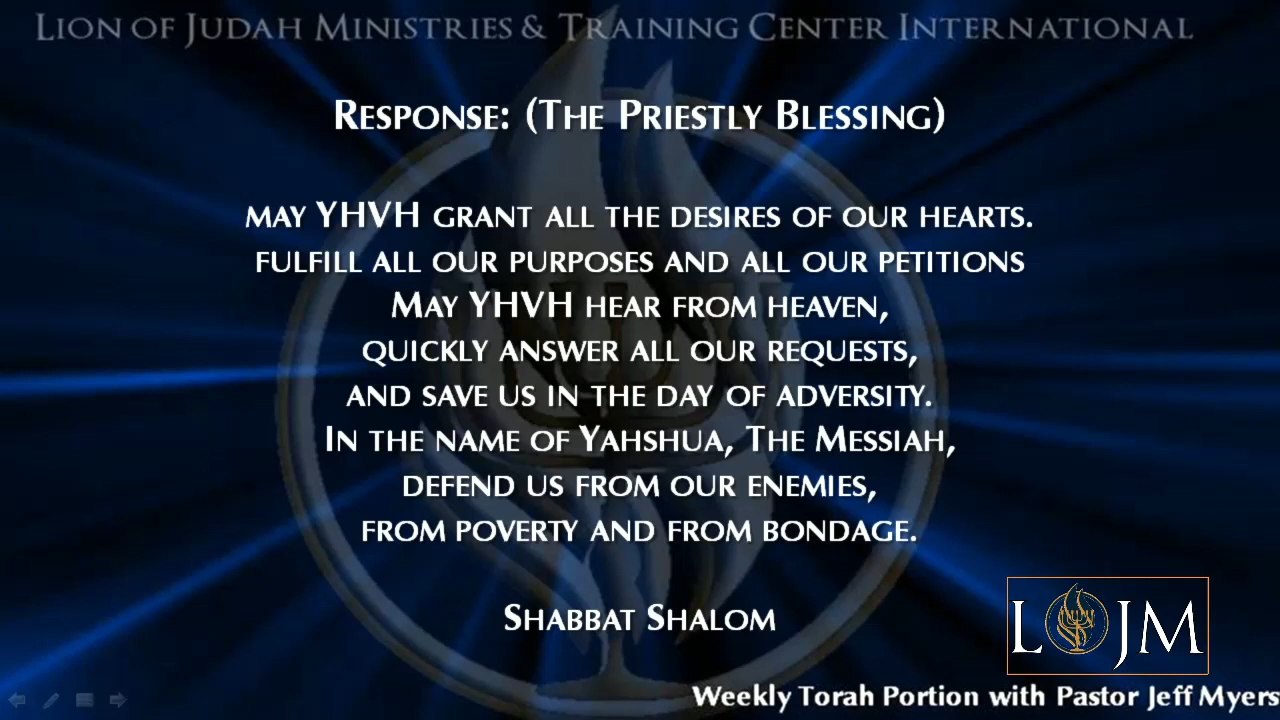 Lion of Judah Ministries & Training Center International
Response: (The Priestly Blessing)
may YHVH grant all the desires of our hearts.
fulfill all our purposes and all our petitions
May YHVH hear from heaven,
quickly answer all our requests,
and save us in the day of adversity.
In the name of Yahshua, The Messiah,
defend us from our enemies,
from poverty and from bondage.
Shabbat Shalom
L JM
Weekly Torah Portion with Pastor Jeff Myers